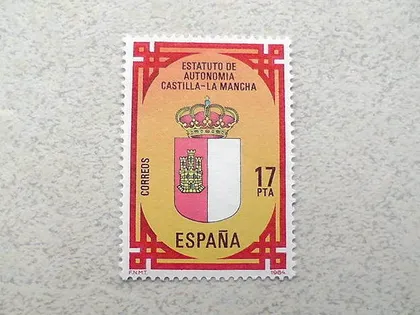 ESTATUTO DE
AUTONOMIA
CASTILLA-LA MANCHA
CORREOS
17
PTA
ESPAÑA
F.N.M.T. 1984